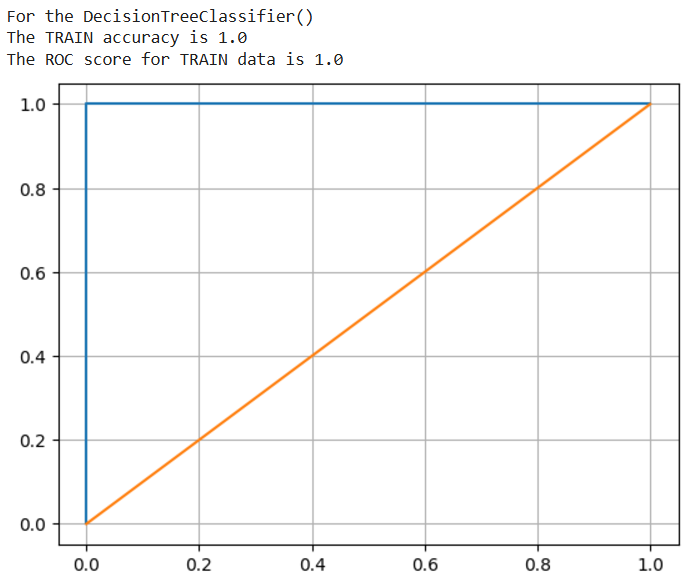 For the DecisionTreeClassifier()
The TRAIN accuracy is 1.0
The ROC score for TRAIN data is 1.0
1.0
0.8
0.6
0.4
0.2
0.0
0.0 0.2 0.4 0.6 0.8 1.0